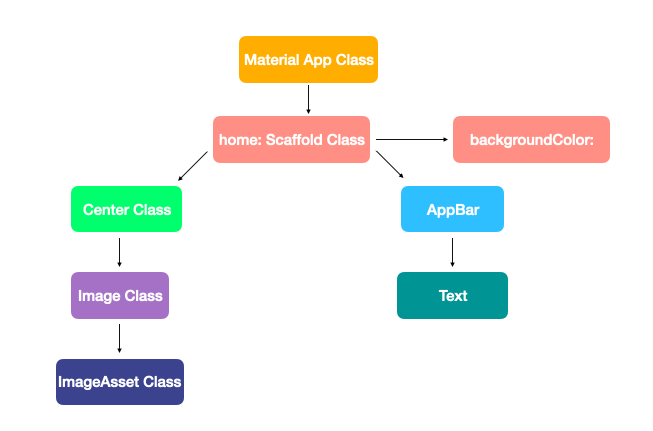 Material App Class
home: Scaffold Class
backgroundColor:
Center Class
AppBar
Image Class
Text
ImageAsset Class